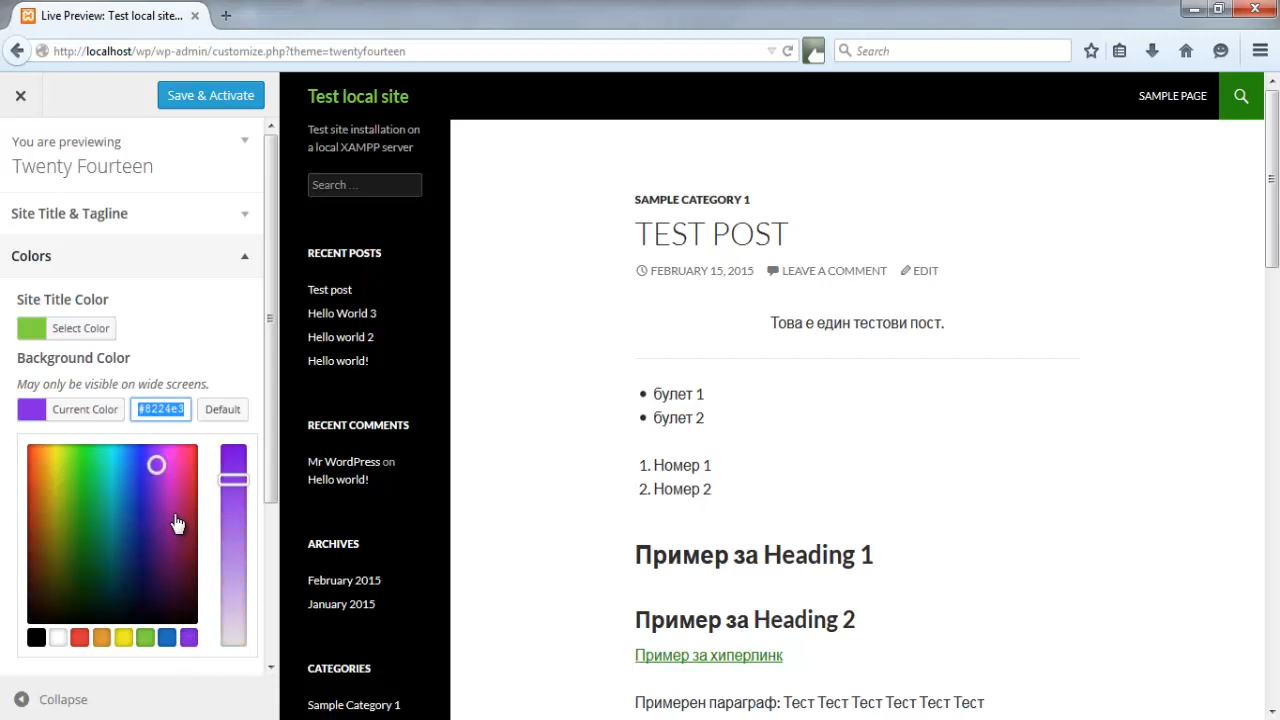 Live Preview: Test local site...
http://localhost/wp/wp-admin/customize.php?theme=twentyfourteen
Search
Save & Activate
You are previewing
Twenty Fourteen
Site Title & Tagline
Colors
Site Title Color
Select Color
Background Color
May only be visible on wide screens.
Current Color
#8224e3
Default
Collapse
Test local site
SAMPLE PAGE
Test site installation on
a local XAMPP server
Search ...
RECENT POSTS
Test post
Hello World 3
Hello world 2
Hello world!
RECENT COMMENTS
Mr WordPress on
Hello world!
ARCHIVES
February 2015
January 2015
CATEGORIES
Sample Category 1
SAMPLE CATEGORY 1
TEST POST
FEBRUARY 15, 2015 LEAVE A COMMENT EDIT
Това е един тестови пост.
• булет 1
• булет 2
1. Номер 1
2. Номер 2
Пример за Heading 1
Пример за Heading 2
Пример за хиперлинк
Примерен параграф: Тест Тест Тест Тест Тест Тест